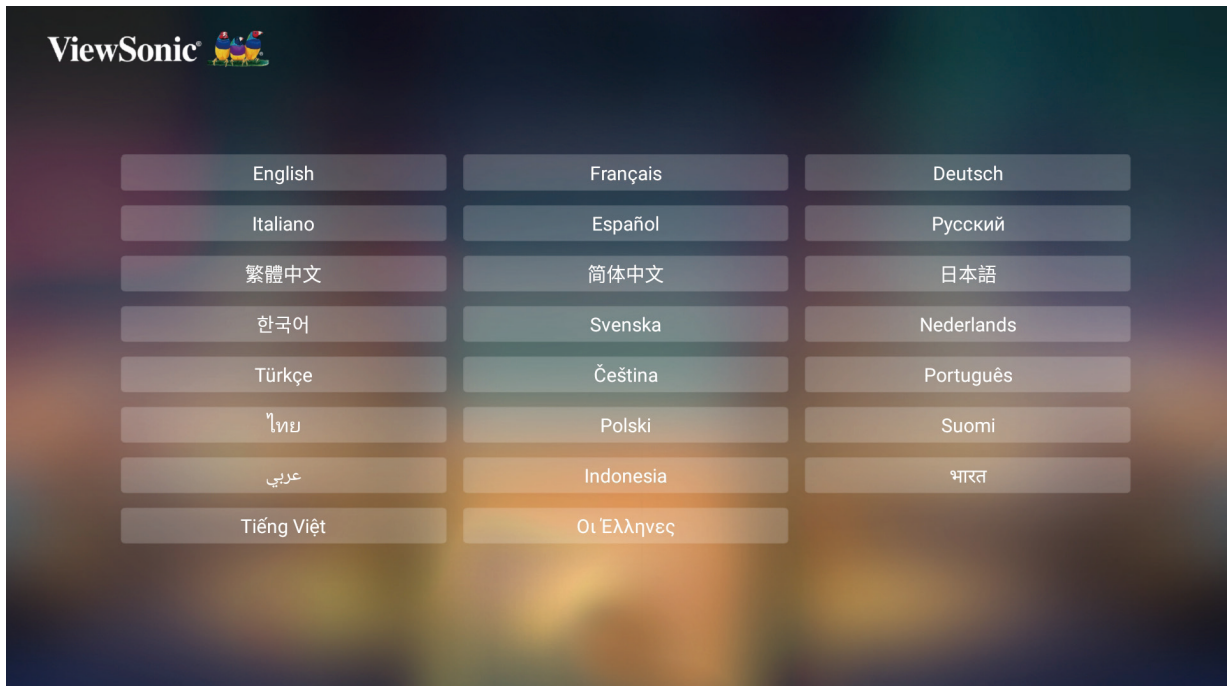 ViewSonic®
English Français Deutsch
Italiano Español Русский
繁體中文 简体中文 日本語
한국어 Svenska Nederlands
Türkçe Čeština Português
ไทย Polski Suomi
عربي Indonesia भारत
Tiếng Việt Οι Έλληνες